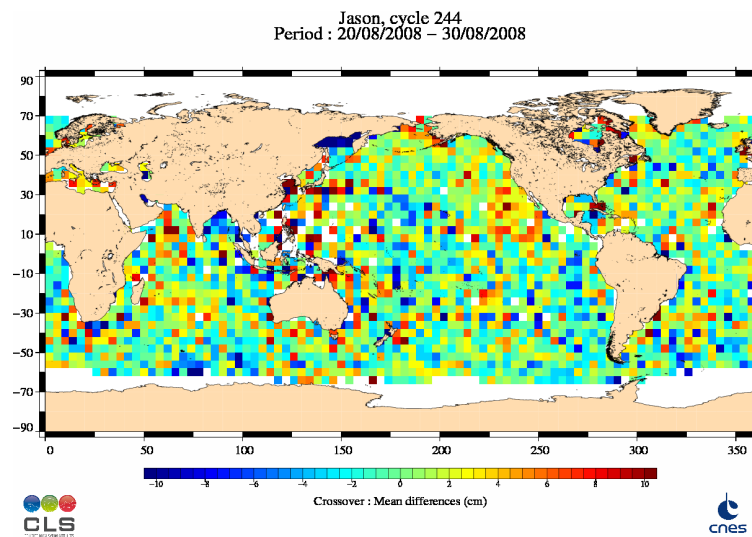 Jason, cycle 244
Period : 20/08/2008 − 30/08/2008
90
70
50
30
10
−10
−30
−50
−70
−90
0 50 100 150 200 250 300 350
−10 −8 −6 −4 −2 0 2 4 6 8 10
Crossover : Mean differences (cm)
CLS
cnes